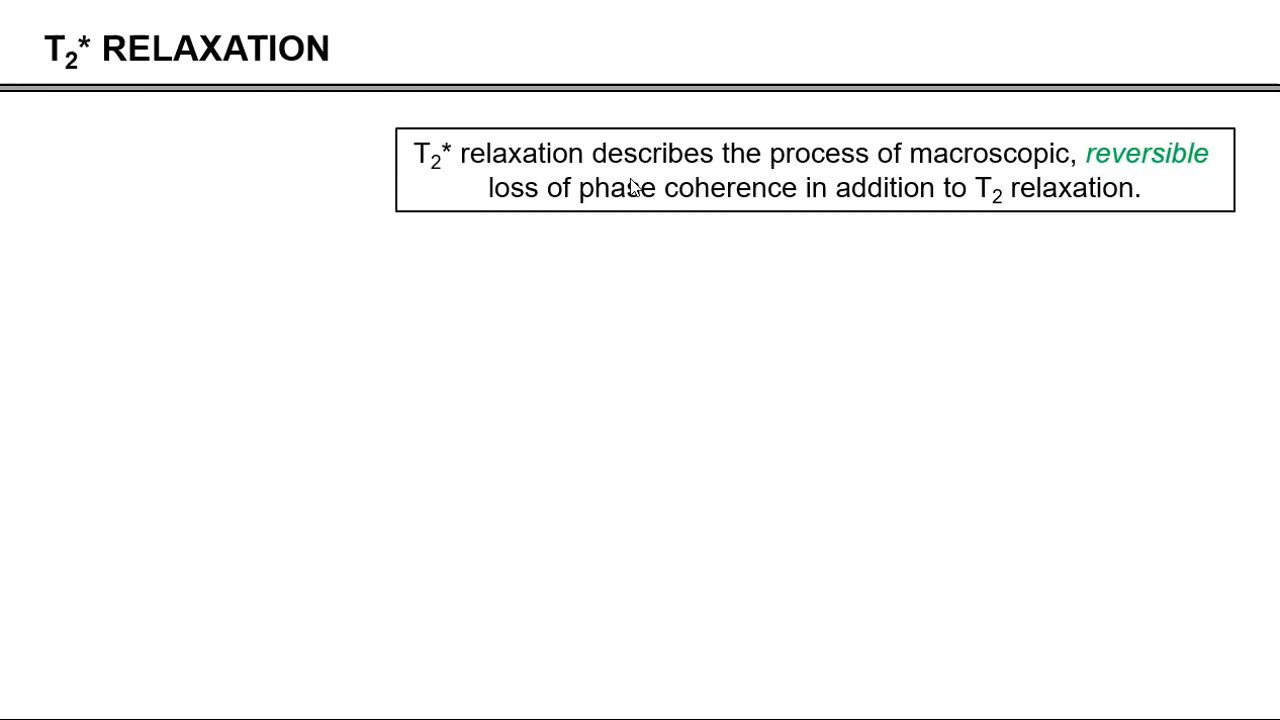 T₂* RELAXATION
T₂* relaxation describes the process of macroscopic, reversible
loss of phase coherence in addition to T₂ relaxation.